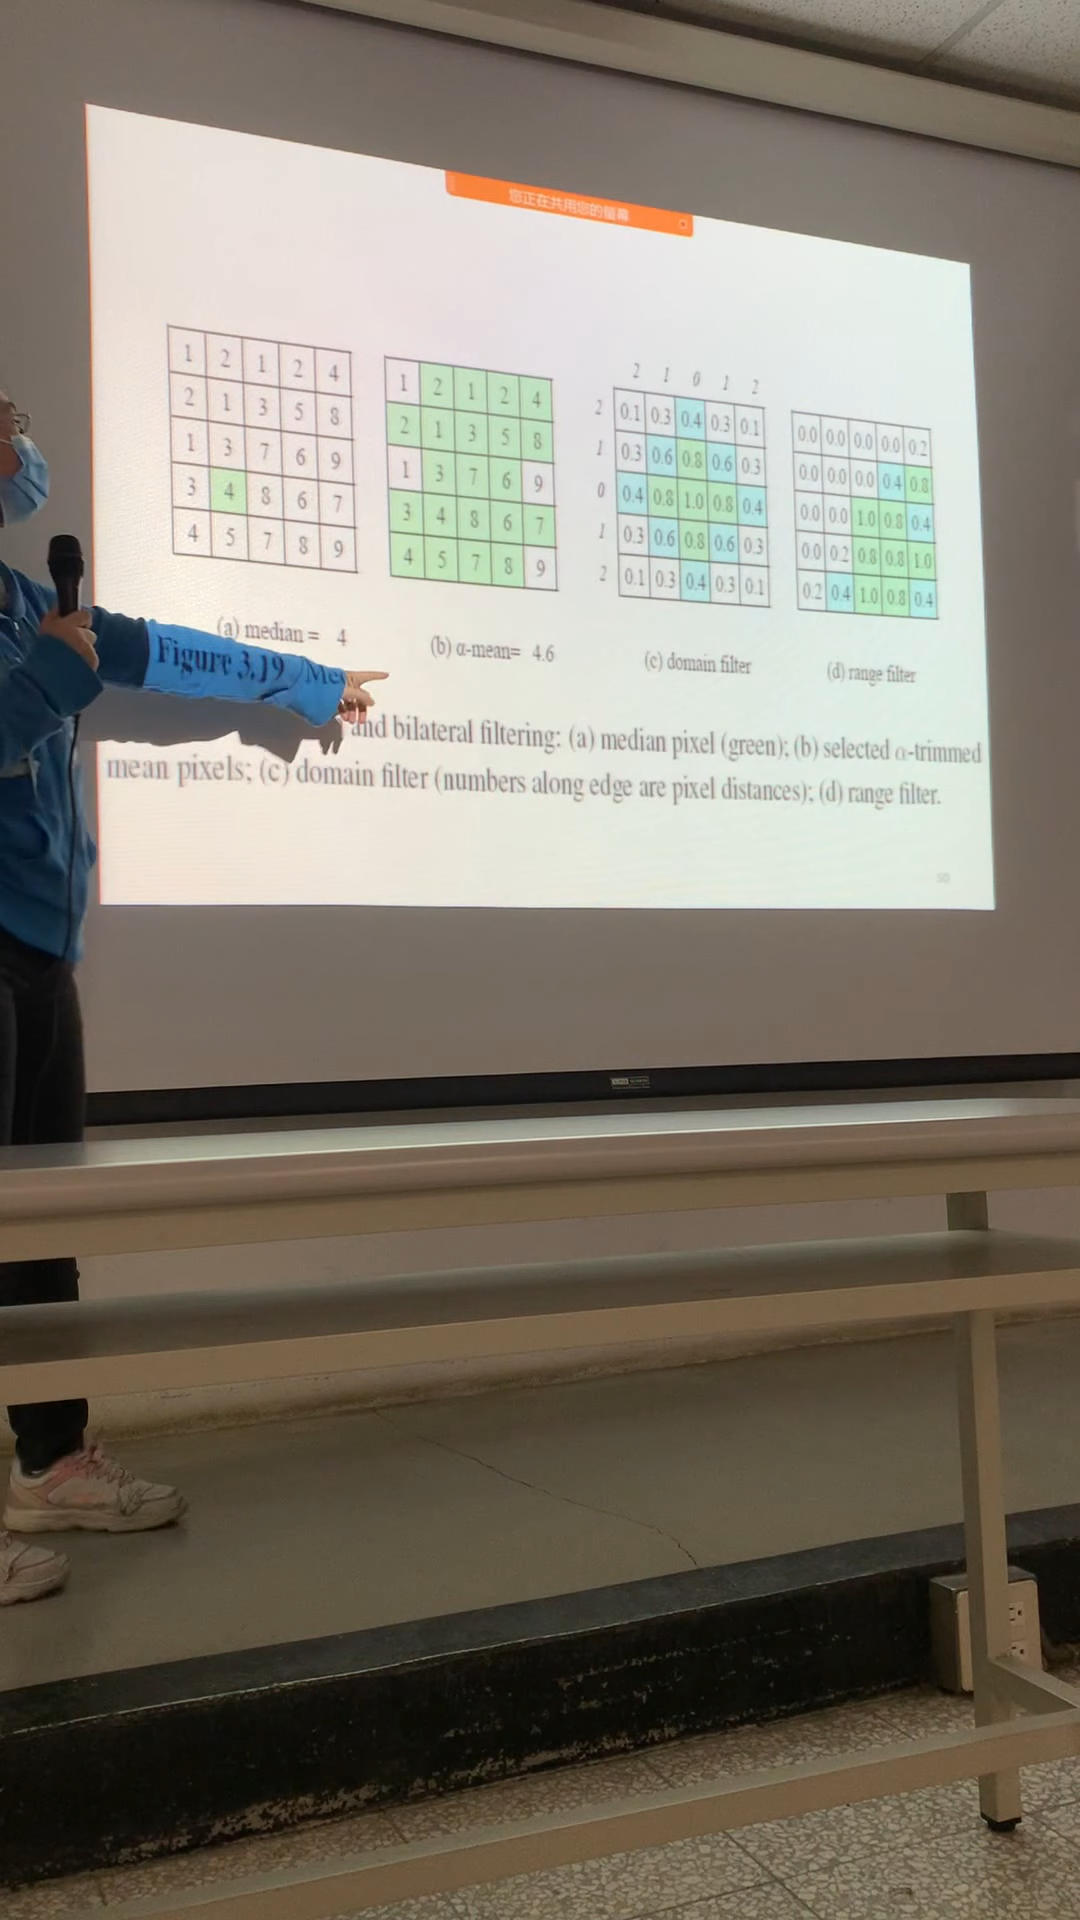 您正在共用您的螢幕
1 2 1 2 4
2 1 3 5 8
1 3 7 6 9
3 4 8 6 7
4 5 7 8 9
(a) median = 4
1 2 1 2 4
2 1 3 5 8
1 3 7 6 9
3 4 8 6 7
4 5 7 8 9
(b) α-mean= 4.6
2 1 0 1 2
2 0.1 0.3 0.4 0.3 0.1
1 0.3 0.6 0.8 0.6 0.3
0 0.4 0.8 1.0 0.8 0.4
1 0.3 0.6 0.8 0.6 0.3
2 0.1 0.3 0.4 0.3 0.1
(c) domain filter
0.0 0.0 0.0 0.0 0.2
0.0 0.0 0.0 0.4 0.8
0.0 0.0 1.0 0.8 0.4
0.0 0.2 0.8 0.8 1.0
0.2 0.4 1.0 0.8 0.4
(d) range filter
Figure 3.19 and bilateral filtering: (a) median pixel (green); (b) selected α-trimmed
mean pixels; (c) domain filter (numbers along edge are pixel distances); (d) range filter.
50